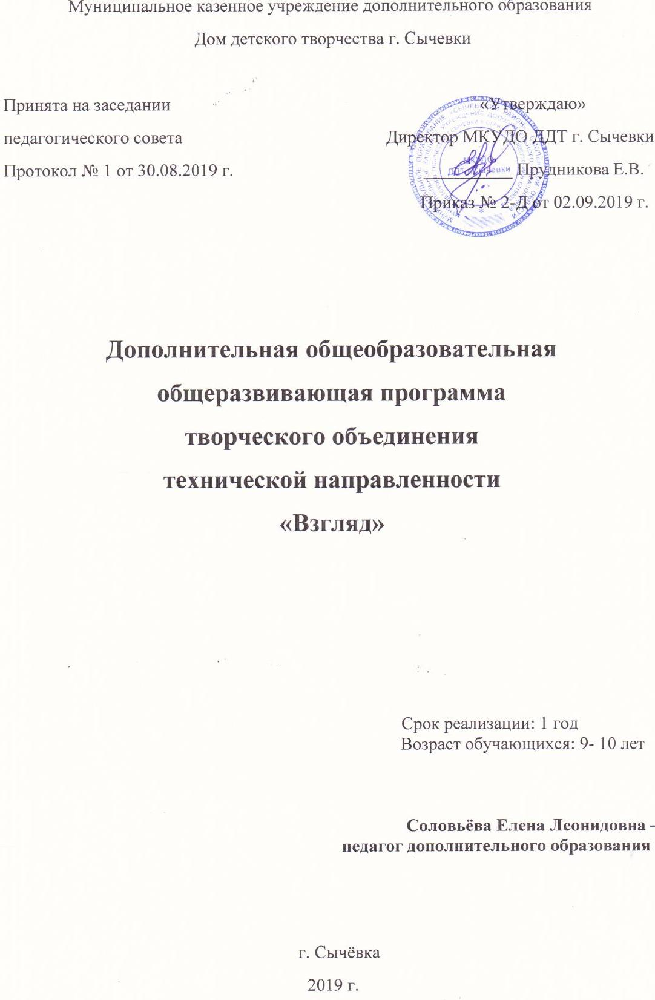 Муниципальное казенное учреждение дополнительного образования
Дом детского творчества г. Сычевки
Принята на заседании
педагогического совета
Протокол № 1 от 30.08.2019 г.
«Утверждаю»
Директор МКУДО ДДТ г. Сычевки
Прудникова Е.В.
Приказ № 2-Д от 02.09.2019 г.
МКУДО
ДДТ г. Сычевки
Дополнительная общеобразовательная
общеразвивающая программа
творческого объединения
технической направленности
«Взгляд»
Срок реализации: 1 год
Возраст обучающихся: 9- 10 лет
Соловьёва Елена Леонидовна –
педагог дополнительного образования
г. Сычёвка
2019 г.